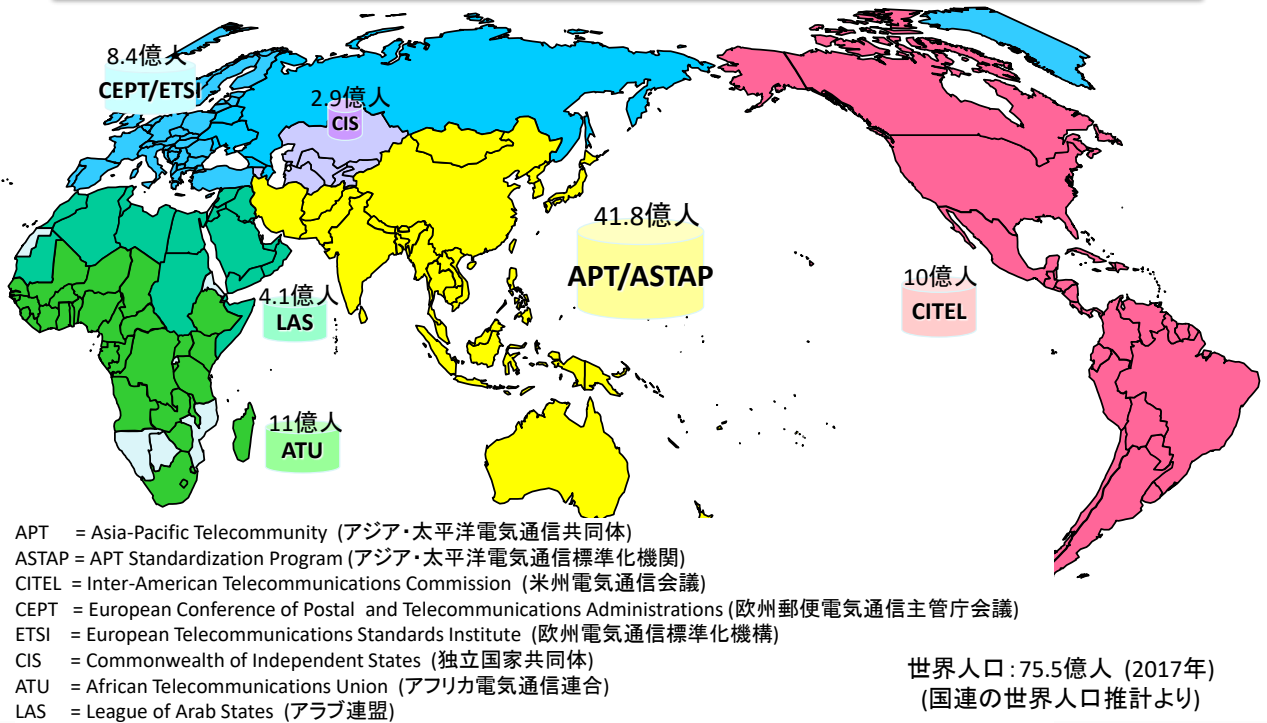 8.4億人
CEPT/ETSI
2.9億人
CIS
41.8億人
APT/ASTAP
10億人
CITEL
4.1億人
LAS
11億人
ATU
APT = Asia-Pacific Telecommunity (アジア・太平洋電気通信共同体)
ASTAP = APT Standardization Program (アジア・太平洋電気通信標準化機関)
CITEL = Inter-American Telecommunications Commission (米州電気通信会議)
CEPT = European Conference of Postal and Telecommunications Administrations (欧州郵便電気通信主管庁会議)
ETSI = European Telecommunications Standards Institute (欧州電気通信標準化機構)
CIS = Commonwealth of Independent States (独立国家共同体)
ATU = African Telecommunications Union (アフリカ電気通信連合)
LAS = League of Arab States (アラブ連盟)
世界人口：75.5億人 (2017年)
(国連の世界人口推計より)